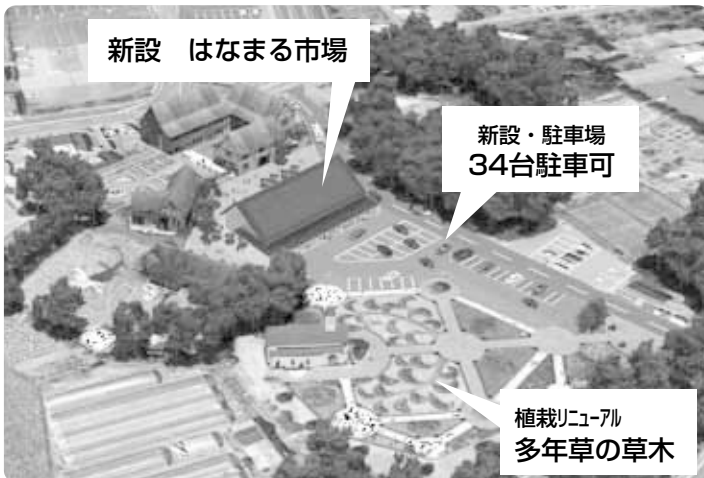 新設　はなまる市場
新設・駐車場
34台駐車可
植栽リニューアル
多年草の草木